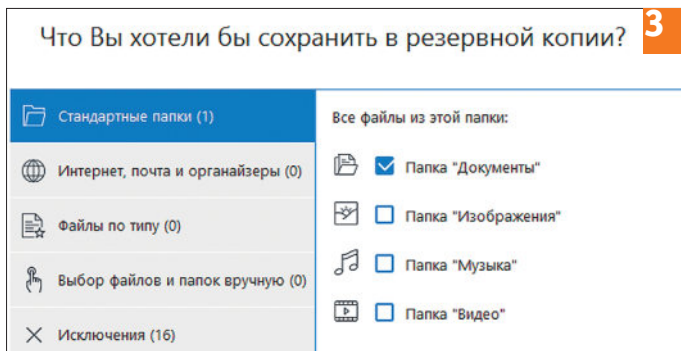 Что Вы хотели бы сохранить в резервной копии?
3
Стандартные папки (1)
Интернет, почта и органайзеры (0)
Файлы по типу (0)
Выбор файлов и папок вручную (0)
Исключения (16)
Все файлы из этой папки:
Папка "Документы"
Папка "Изображения"
Папка "Музыка"
Папка "Видео"